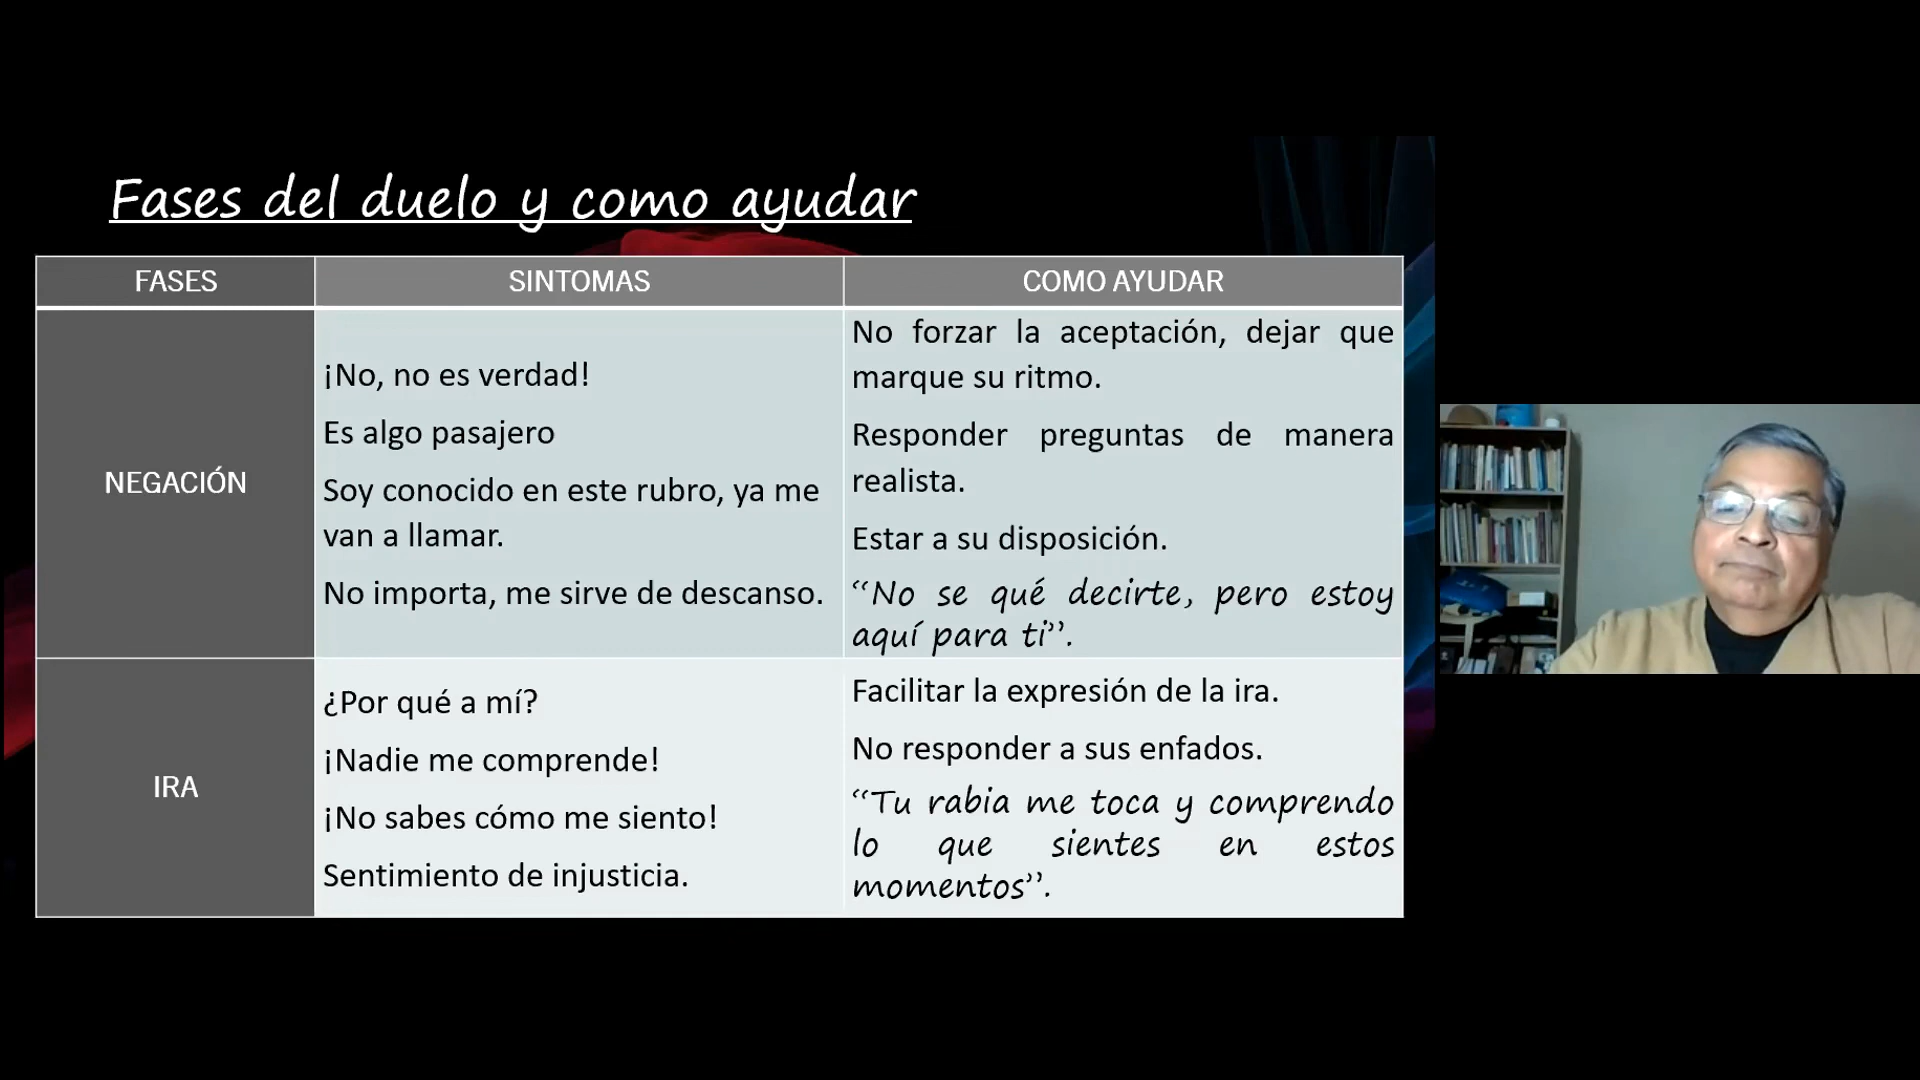 Fases del duelo y como ayudar
FASES
SINTOMAS
COMO AYUDAR
NEGACIÓN
¡No, no es verdad!
Es algo pasajero
Soy conocido en este rubro, ya me
van a llamar.
No importa, me sirve de descanso.
No forzar la aceptación, dejar que
marque su ritmo.
Responder preguntas de manera
realista.
Estar a su disposición.
“No se qué decirte, pero estoy
aquí para ti”.
IRA
¿Por qué a mí?
¡Nadie me comprende!
¡No sabes cómo me siento!
Sentimiento de injusticia.
Facilitar la expresión de la ira.
No responder a sus enfados.
“Tu rabia me toca y comprendo
lo que sientes en estos
momentos”.